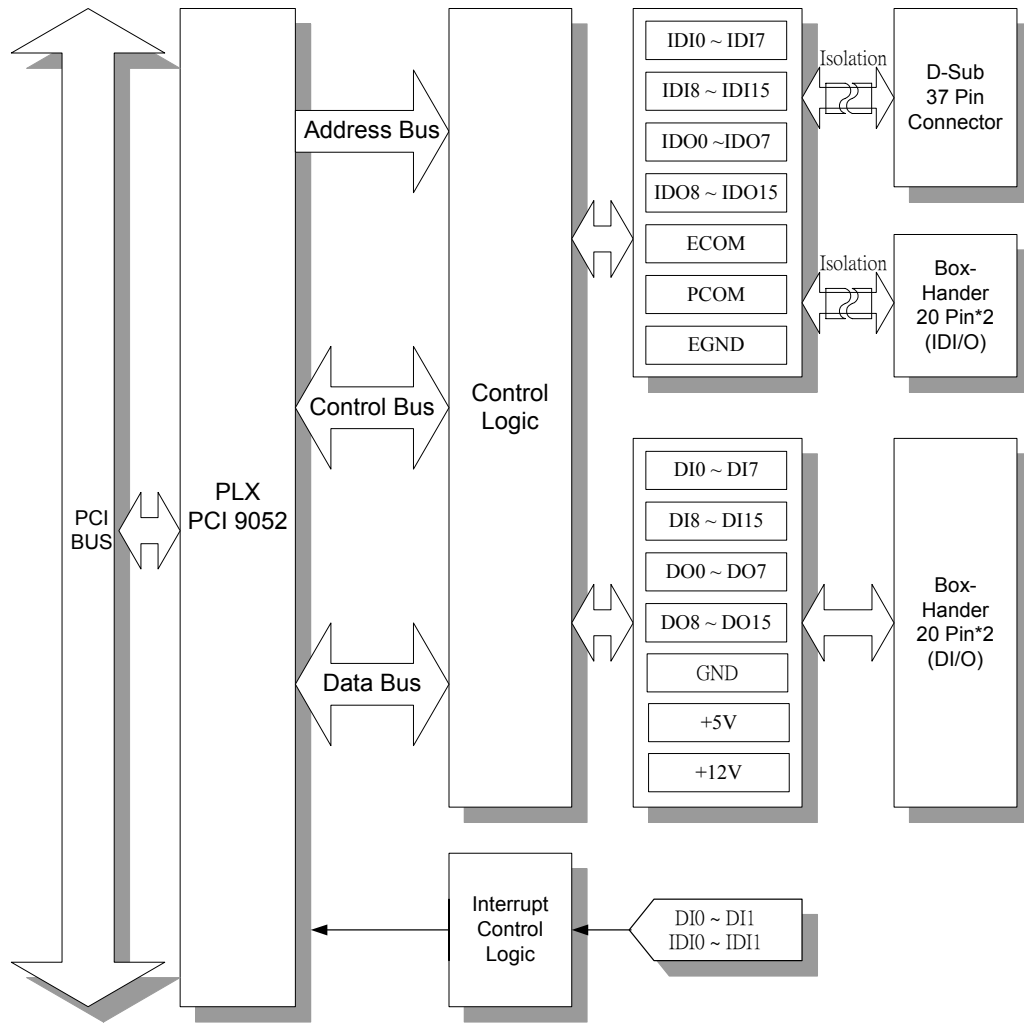 PCI
BUS
PLX
PCI 9052
Address Bus
Control Bus
Data Bus
Control
Logic
IDI0 ~ IDI7
IDI8 ~ IDI15
IDO0 ~IDO7
IDO8 ~ IDO15
ECOM
PCOM
EGND
Isolation
D-Sub
37 Pin
Connector
Isolation
Box-
Hander
20 Pin*2
(IDI/O)
DI0 ~ DI7
DI8 ~ DI15
DO0 ~ DO7
DO8 ~ DO15
GND
+5V
+12V
Box-
Hander
20 Pin*2
(DI/O)
Interrupt
Control
Logic
DI0 ~ DI1
IDI0 ~ IDI1